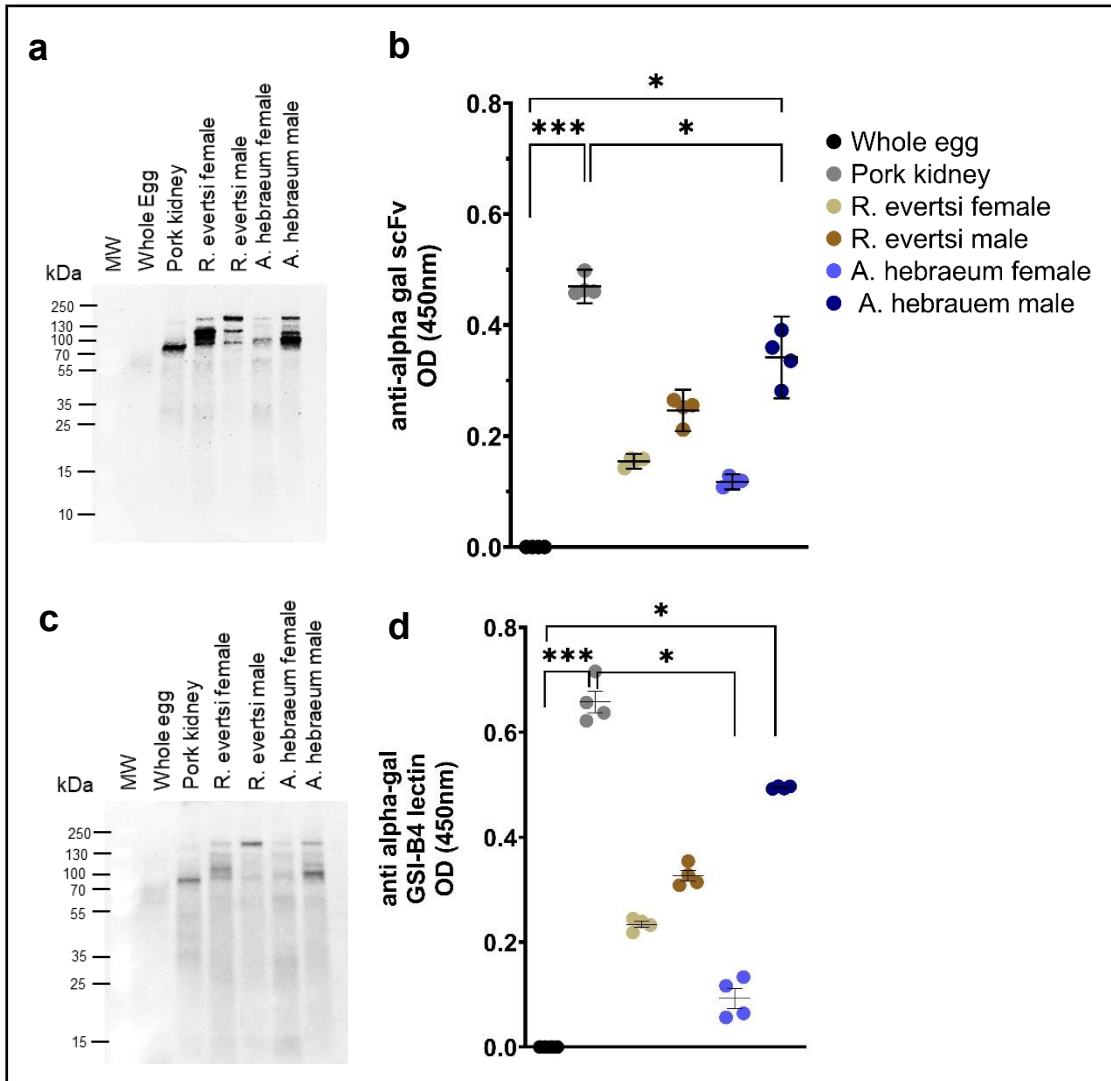 a
MW
Whole Egg
Pork kidney
R. evertsi female
R. evertsi male
A. hebraeum female
A. hebraeum male
kDa
250
130
100
70
55
35
25
15
10
b
*
***
*
0.8
0.6
0.4
0.2
0.0
anti-alpha gal scFv
OD (450nm)
Whole egg
Pork kidney
R. evertsi female
R. evertsi male
A. hebraeum female
A. hebrauem male
c
MW
Whole egg
Pork kidney
R. evertsi female
R. evertsi male
A. hebraeum female
A. hebraeum male
kDa
250
130
100
70
55
35
25
15
d
*
***
*
0.8
0.6
0.4
0.2
0.0
anti alpha-gal
GSI-B4 lectin
OD (450nm)